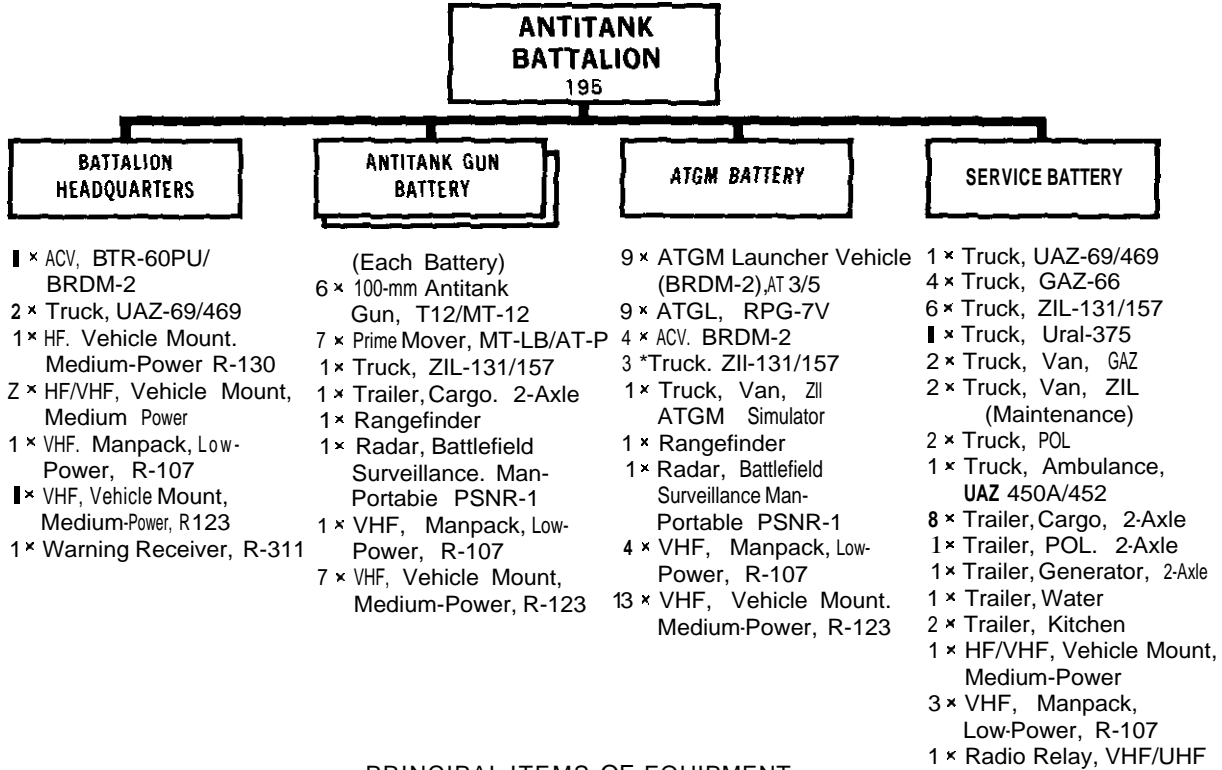 ANTITANK
BATTALION
195
BATTALION
HEADQUARTERS
1 × ACV, BTR-60PU/
BRDM-2
2 × Truck, UAZ-69/469
1 × HF. Vehicle Mount.
Medium-Power R-130
Z × HF/VHF, Vehicle Mount,
Medium Power
1 × VHF. Manpack, Low-
Power, R-107
1 × VHF, Vehicle Mount,
Medium-Power, R123
1 × Warning Receiver, R-311
ANTITANK GUN
BATTERY
(Each Battery)
6 × 100-mm Antitank
Gun, T12/MT-12
7 × Prime Mover, MT-LB/AT-P
1 × Truck, ZIL-131/157
1 × Trailer, Cargo. 2-Axle
1 × Rangefinder
1 × Radar, Battlefield
Surveillance. Man-
Portabie PSNR-1
1 × VHF, Manpack, Low-
Power, R-107
7 × VHF, Vehicle Mount,
Medium-Power, R-123
ATGM BATTERY
9 × ATGM Launcher Vehicle
(BRDM-2), AT 3/5
9 × ATGL, RPG-7V
4 × ACV. BRDM-2
3 *Truck. ZII-131/157
1 × Truck, Van, ZII
ATGM Simulator
1 × Rangefinder
1 × Radar, Battlefield
Surveillance Man-
Portable PSNR-1
4 × VHF, Manpack, Low-
Power, R-107
13 × VHF, Vehicle Mount.
Medium-Power, R-123
SERVICE BATTERY
1 × Truck, UAZ-69/469
4 × Truck, GAZ-66
6 × Truck, ZIL-131/157
1 × Truck, Ural-375
2 × Truck, Van, GAZ
2 × Truck, Van, ZIL
(Maintenance)
2 × Truck, POL
1 × Truck, Ambulance,
UAZ 450A/452
8 × Trailer, Cargo, 2-Axle
1 × Trailer, POL. 2-Axle
1 × Trailer, Generator, 2-Axle
1 × Trailer, Water
2 × Trailer, Kitchen
1 × HF/VHF, Vehicle Mount,
Medium-Power
3 × VHF, Manpack,
Low-Power, R-107
1 × Radio Relay, VHF/UHF
PRINCIPAL ITEMS OF EQUIPMENT